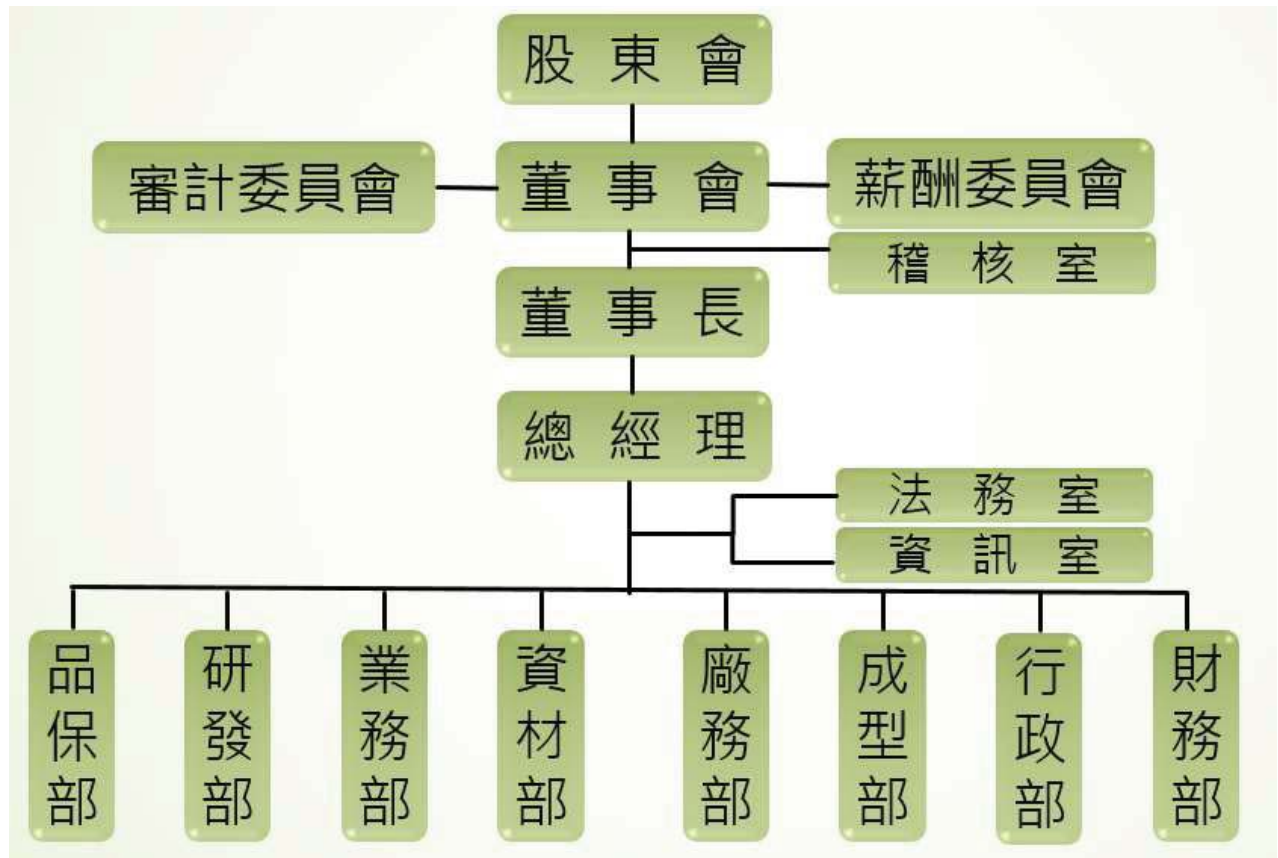 股東會
審計委員會
董事會
薪酬委員會
稽核室
董事長
總經理
法務室
資訊室
品保部
研發部
業務部
資材部
廠務部
成型部
行政部
財務部